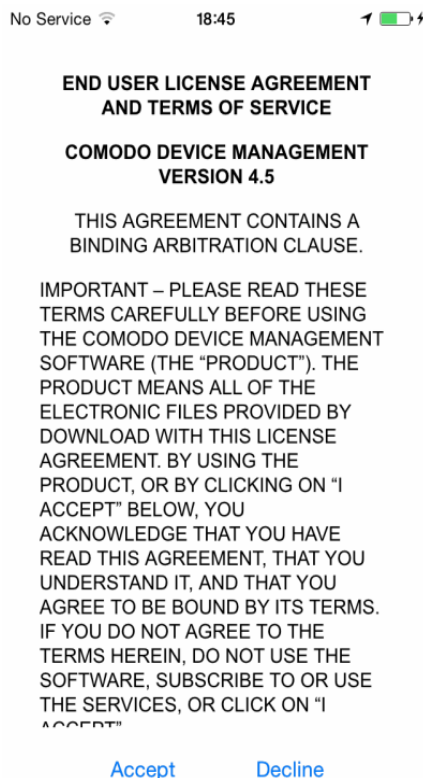 No Service 18:45
END USER LICENSE AGREEMENT
AND TERMS OF SERVICE
COMODO DEVICE MANAGEMENT
VERSION 4.5
THIS AGREEMENT CONTAINS A
BINDING ARBITRATION CLAUSE.
IMPORTANT – PLEASE READ THESE
TERMS CAREFULLY BEFORE USING
THE COMODO DEVICE MANAGEMENT
SOFTWARE (THE “PRODUCT”). THE
PRODUCT MEANS ALL OF THE
ELECTRONIC FILES PROVIDED BY
DOWNLOAD WITH THIS LICENSE
AGREEMENT. BY USING THE
PRODUCT, OR BY CLICKING ON “I
ACCEPT” BELOW, YOU
ACKNOWLEDGE THAT YOU HAVE
READ THIS AGREEMENT, THAT YOU
UNDERSTAND IT, AND THAT YOU
AGREE TO BE BOUND BY ITS TERMS.
IF YOU DO NOT AGREE TO THE
TERMS HEREIN, DO NOT USE THE
SOFTWARE, SUBSCRIBE TO OR USE
THE SERVICES, OR CLICK ON “I
ACCEPT”
Accept Decline